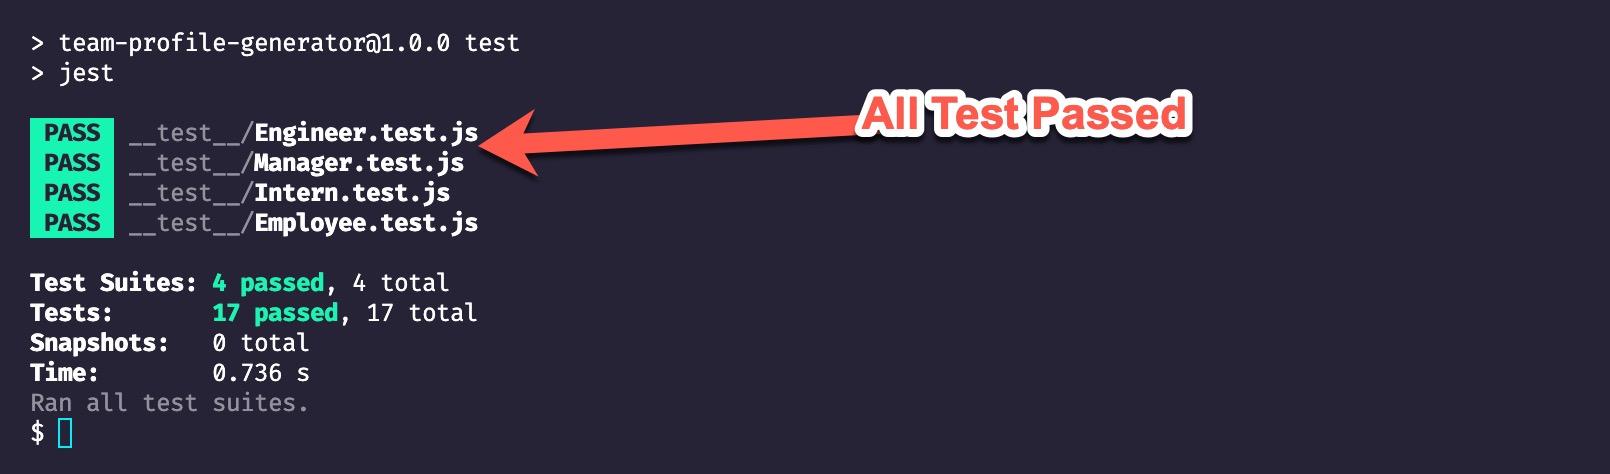 > team-profile-generator@1.0.0 test
> jest
PASS __test__/Engineer.test.js
All Test Passed
PASS __test__/Manager.test.js
PASS __test__/Intern.test.js
PASS __test__/Employee.test.js
Test Suites: 4 passed, 4 total
Tests: 17 passed, 17 total
Snapshots: 0 total
Time: 0.736 s
Ran all test suites.
$